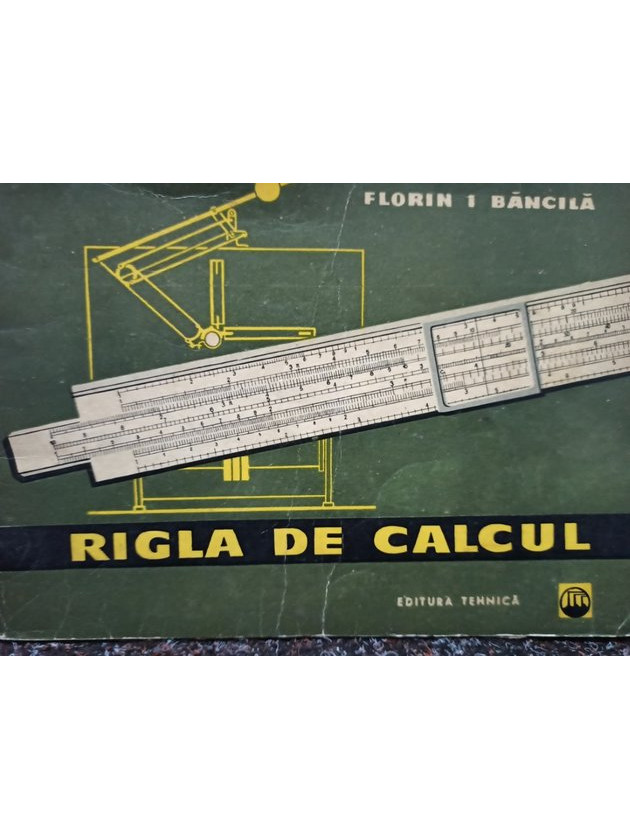 FLORIN I BĂNCILĂ
RIGLA DE CALCUL
EDITURA TEHNICĂ